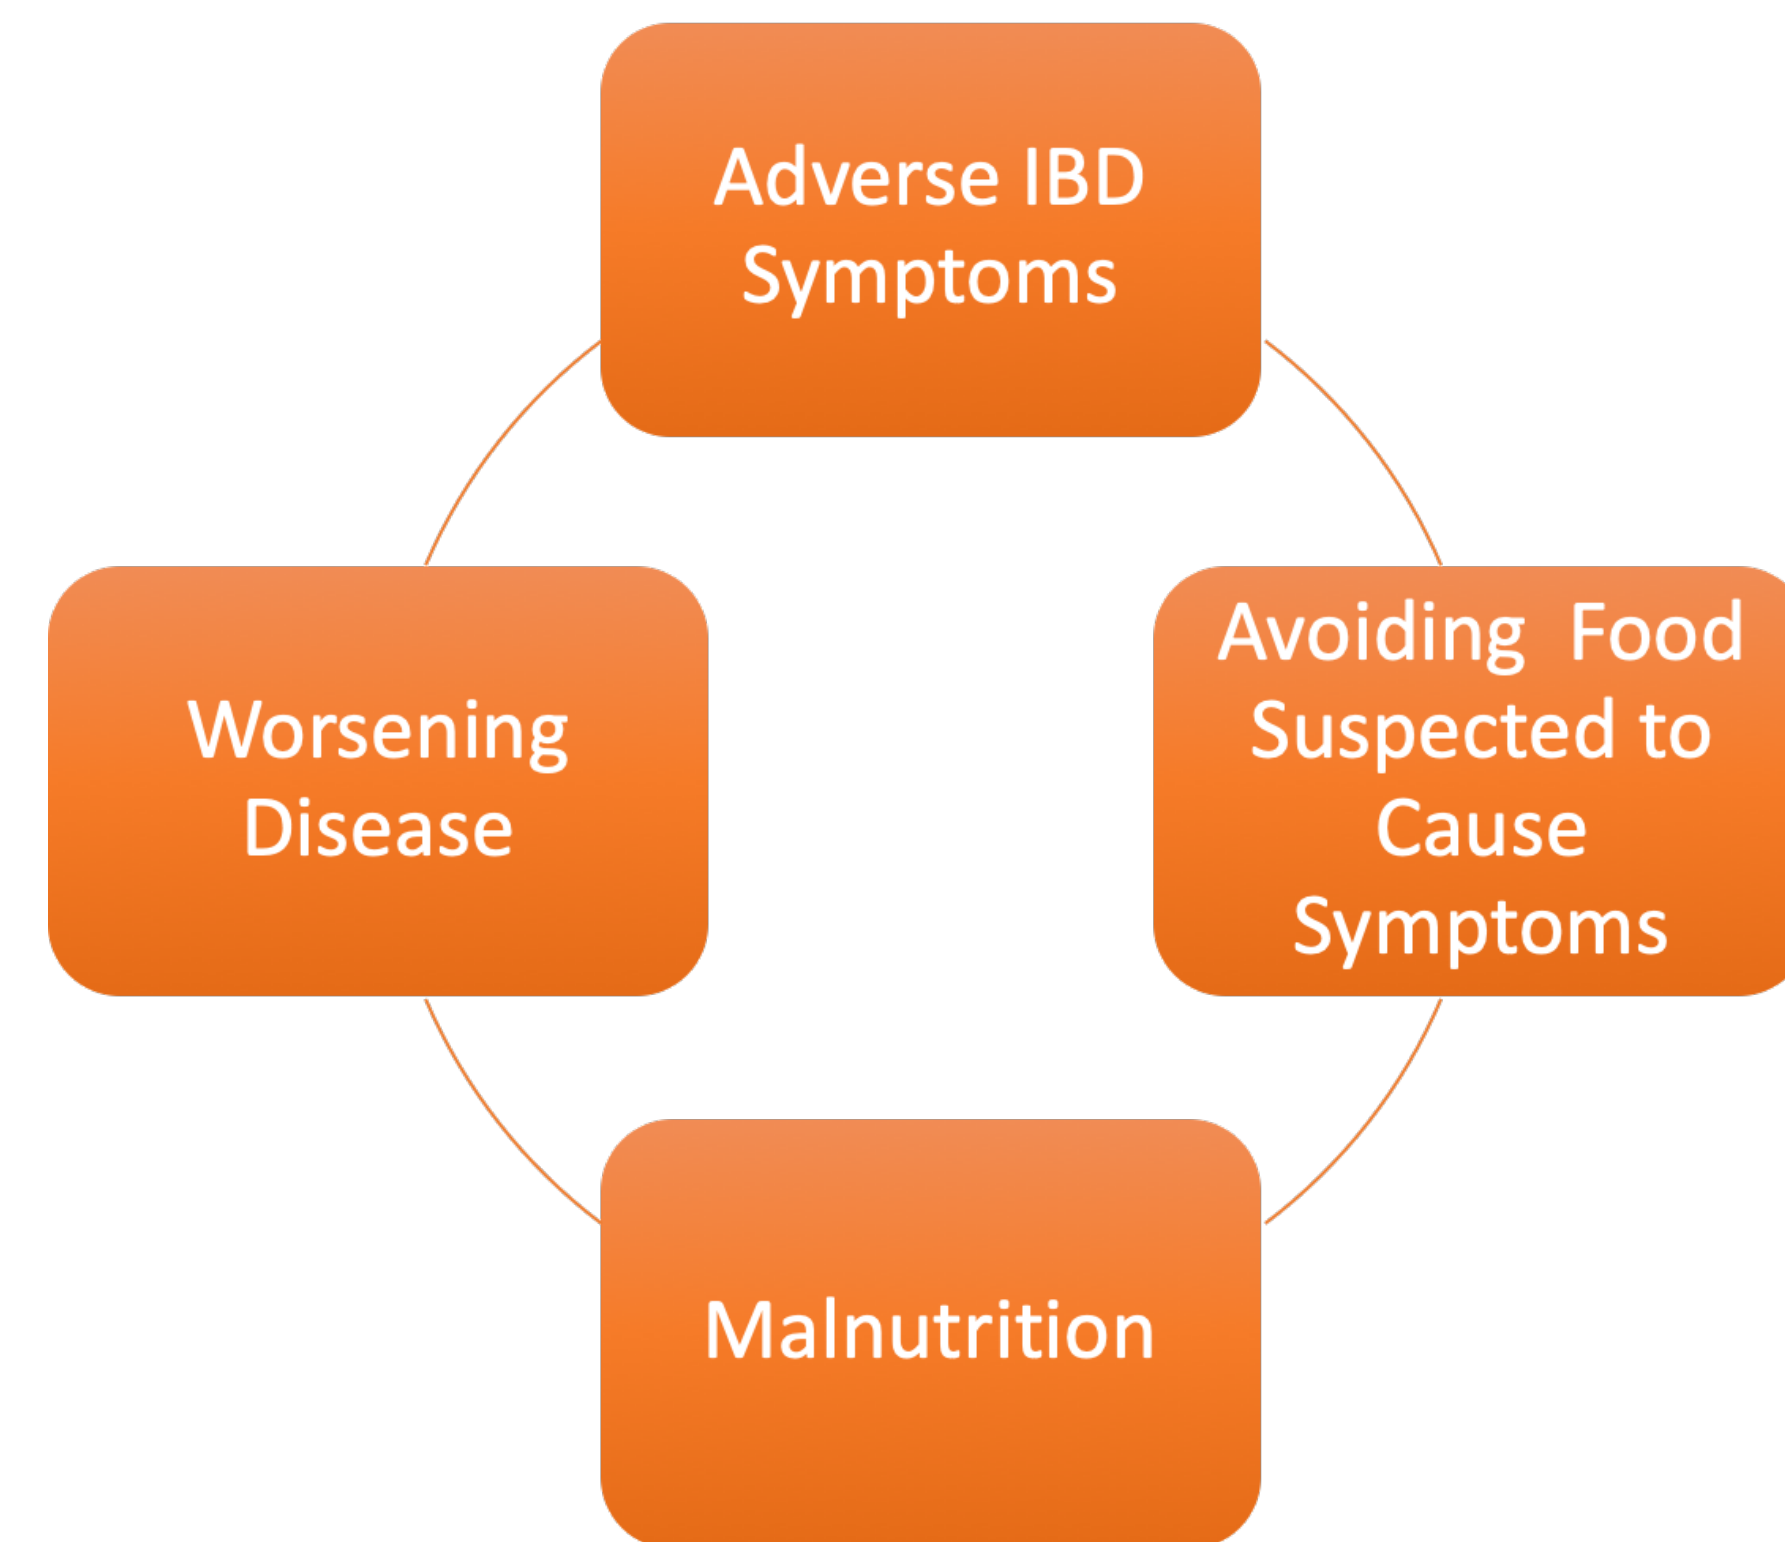 Adverse IBD
Symptoms
Avoiding  Food
Suspected to
Cause
Symptoms
Malnutrition
Worsening
Disease